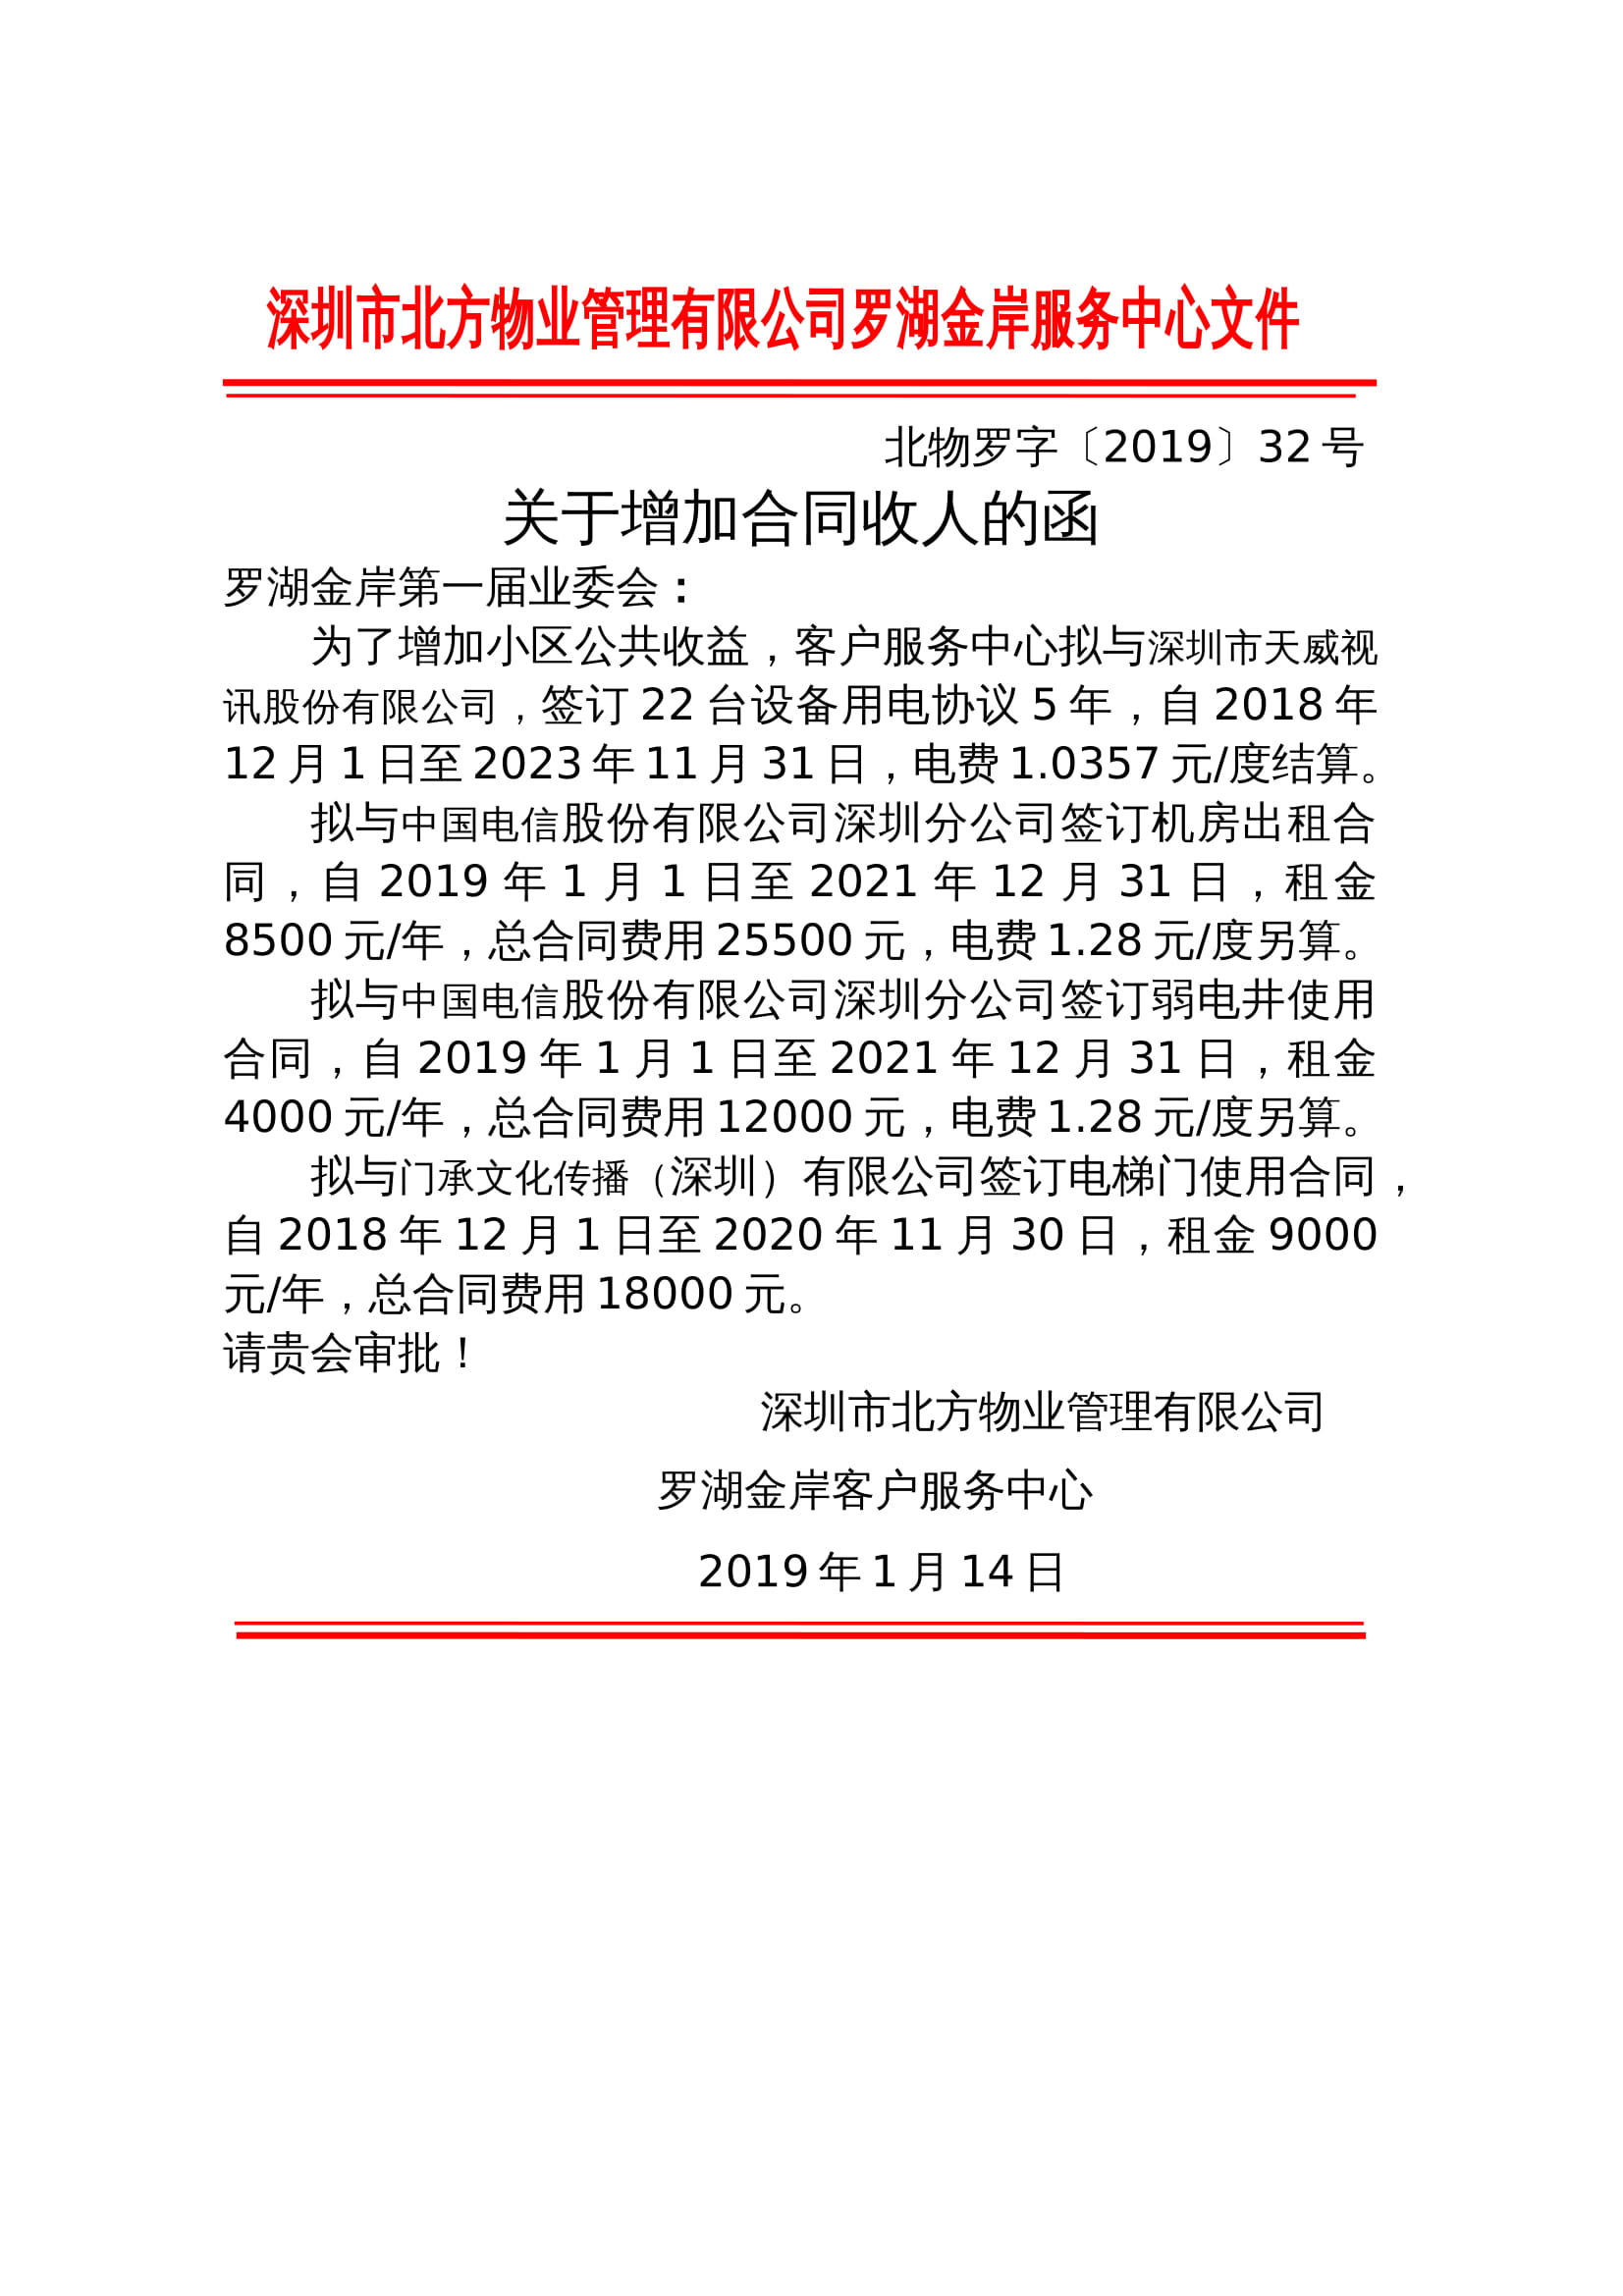 深圳市北方物业管理有限公司罗湖金岸服务中心文件
北物罗字〔2019〕32 号
关于增加合同收人的函
罗湖金岸第一届业委会：
为了增加小区公共收益，客户服务中心拟与深圳市天威视
讯股份有限公司，签订 22 台设备用电协议 5 年，自 2018 年
12 月 1 日至 2023 年 11 月 31 日，电费 1.0357 元/度结算。
拟与中国电信股份有限公司深圳分公司签订机房出租合
同，自 2019 年 1 月 1 日至 2021 年 12 月 31 日，租金
8500 元/年，总合同费用 25500 元，电费 1.28 元/度另算。
拟与中国电信股份有限公司深圳分公司签订弱电井使用
合同，自 2019 年 1 月 1 日至 2021 年 12 月 31 日，租金
4000 元/年，总合同费用 12000 元，电费 1.28 元/度另算。
拟与门承文化传播（深圳）有限公司签订电梯门使用合同，
自 2018 年 12 月 1 日至 2020 年 11 月 30 日，租金 9000
元/年，总合同费用 18000 元。
请贵会审批！
深圳市北方物业管理有限公司
罗湖金岸客户服务中心
2019 年 1 月 14 日